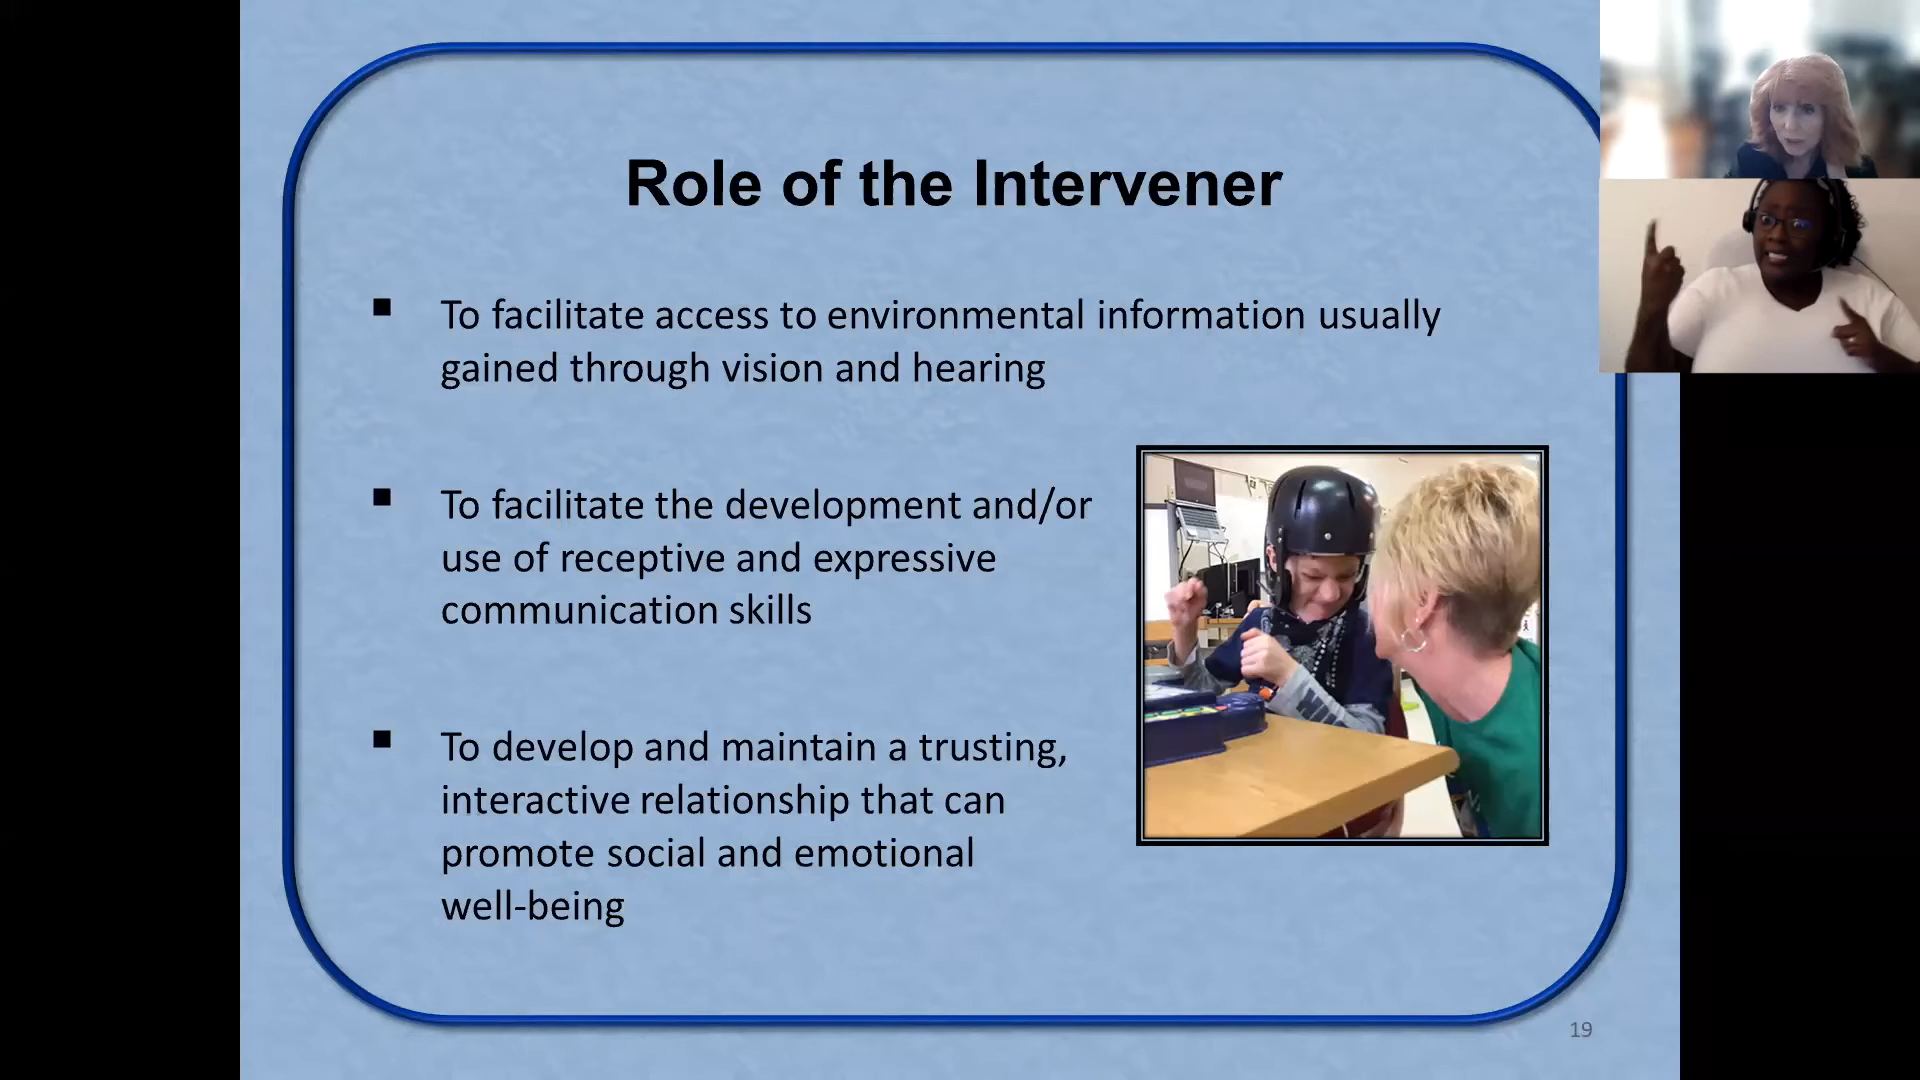 Role of the Intervener
▪ To facilitate access to environmental information usually
gained through vision and hearing
▪ To facilitate the development and/or
use of receptive and expressive
communication skills
▪ To develop and maintain a trusting,
interactive relationship that can
promote social and emotional
well-being
19